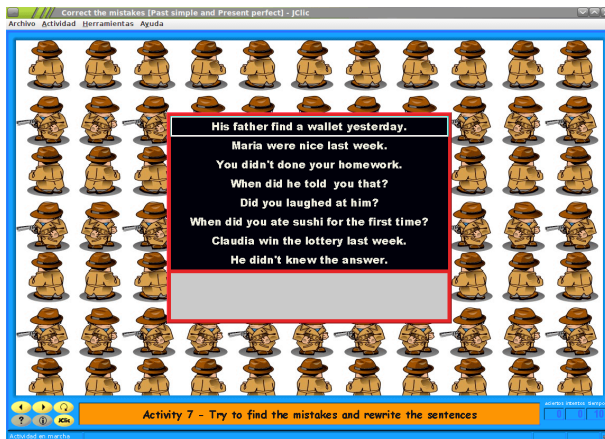 Correct the mistakes [Past simple and Present perfect] - JClic
Archivo Actividad Herramientas Ayuda
His father find a wallet yesterday.
Maria were nice last week.
You didn't done your homework.
When did he told  you that?
Did you laughed at him?
When did you ate sushi for the first time?
Claudia win the lottery last week.
He didn't knew the answer.
Activity 7 - Try to find the mistakes and rewrite the sentences
aciertos intentos tiempo
0 0 10
Actividad en marcha